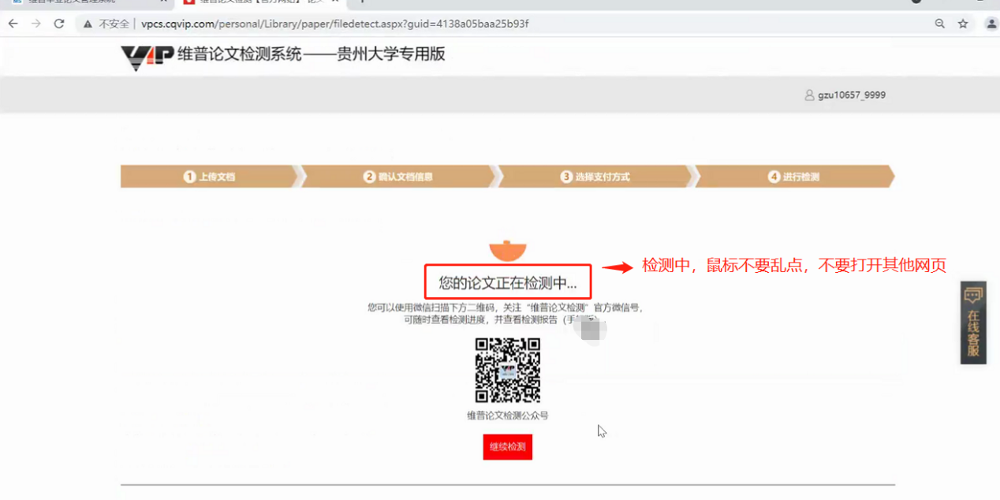 不安全 | vpcs.cqvip.com/personal/Library/paper/filedetect.aspx?guid=4138a05baa25b93f
VIP 维普论文检测系统——贵州大学专用版
gzu10657_9999
1 上传文档
2 确认文档信息
3 选择支付方式
4 进行检测
您的论文正在检测中...
检测中，鼠标不要乱点，不要打开其他网页
您可以使用微信扫描下方二维码，关注“维普论文检测”官方微信号，
可随时查看检测进度，并查看检测报告
维普论文检测公众号
继续检测
在线客服